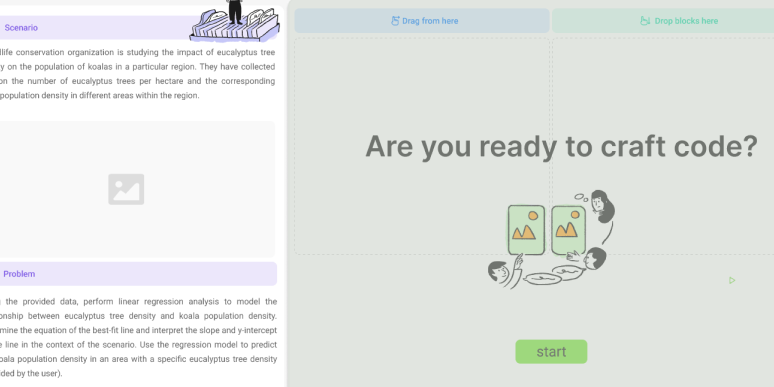 Scenario
life conservation organization is studying the impact of eucalyptus tree
y on the population of koalas in a particular region. They have collected
on the number of eucalyptus trees per hectare and the corresponding
population density in different areas within the region.
Problem
the provided data, perform linear regression analysis to model the
onship between eucalyptus tree density and koala population density.
mine the equation of the best-fit line and interpret the slope and y-intercept
e line in the context of the scenario. Use the regression model to predict
oala population density in an area with a specific eucalyptus tree density
ded by the user).
Drag from here
Drop blocks here
Are you ready to craft code?
start